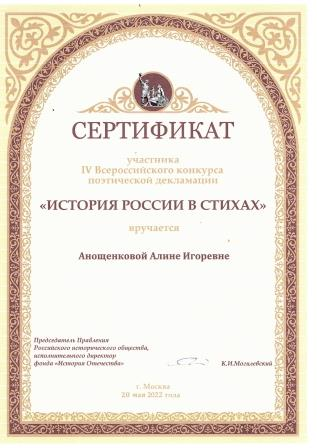 СЕРТИФИКАТ
участника
IV Всероссийского конкурса
поэтической декламации
«ИСТОРИЯ РОССИИ В СТИХАХ»
вручается
Анощенковой Алине Игоревне
Председатель Правления
Российского исторического общества,
исполнительного директор
фонда «История Отечества»
К.И.Могилевский
г. Москва
20 мая 2022 года